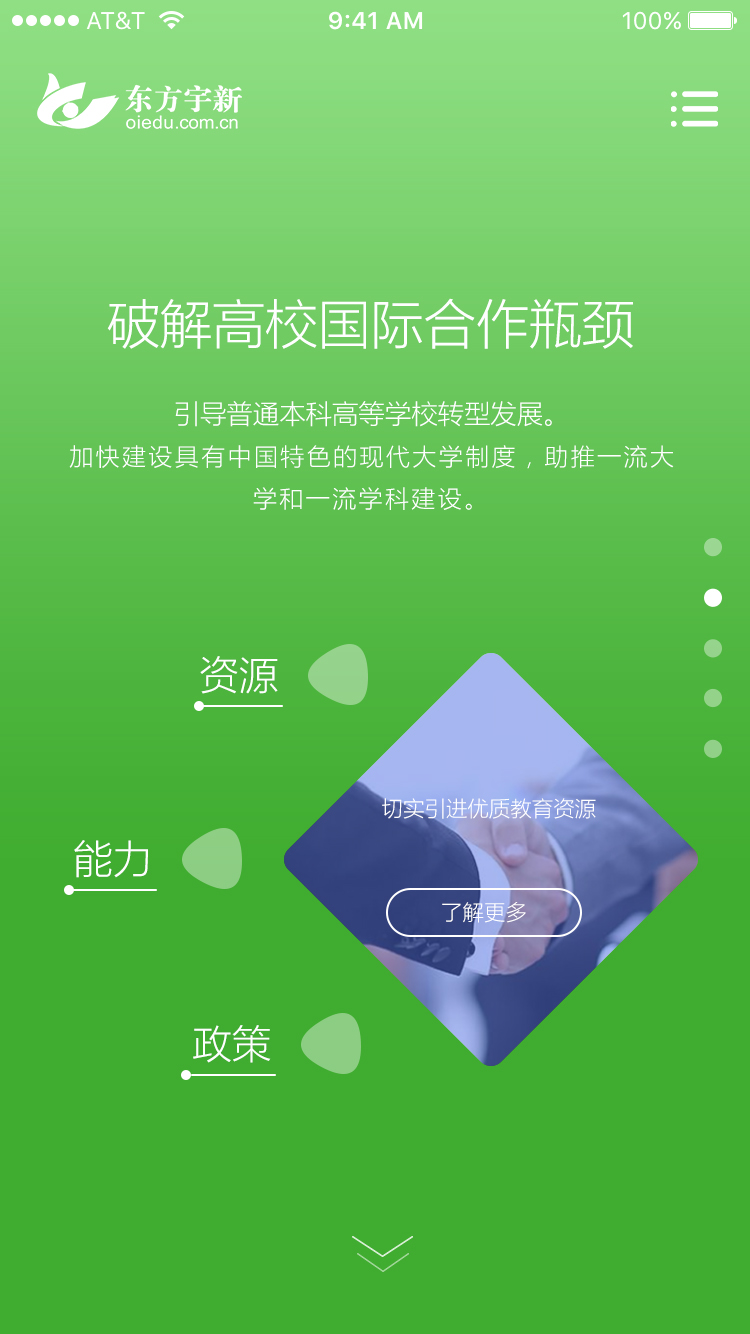 AT&T 9:41 AM 100%
东方宇新
oiedu.com.cn
破解高校国际合作瓶颈
引导普通本科高等学校转型发展。
加快建设具有中国特色的现代大学制度，助推一流大
学和一流学科建设。
资源
切实引进优质教育资源
能力
了解更多
政策